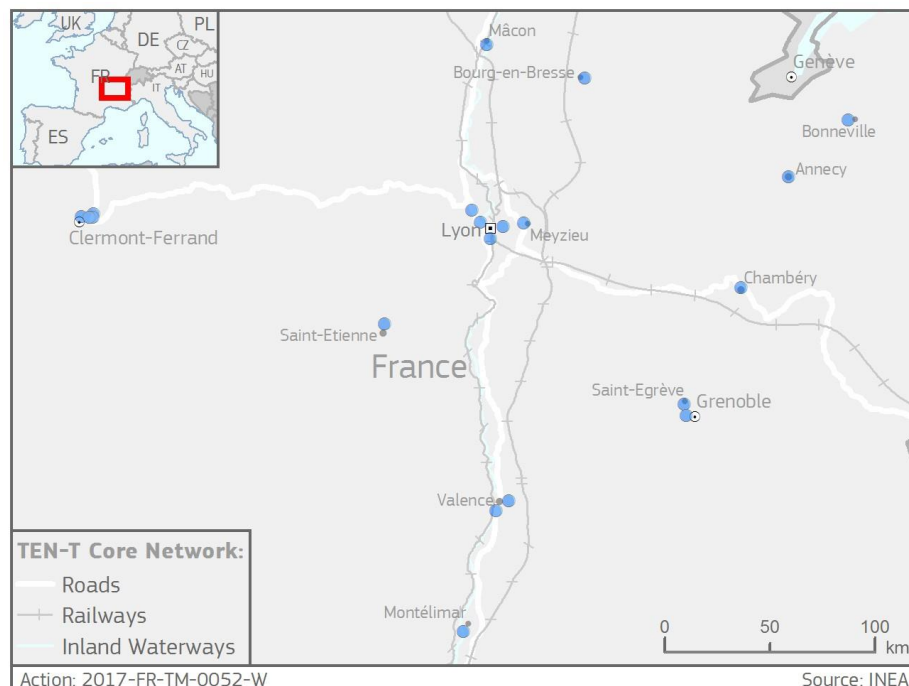 UK
PL
DE
CZ
FR
AT
HU
IT
ES
Mâcon
Bourg-en-Bresse
Genève
Bonneville
Annecy
Clermont-Ferrand
Lyon
Meyzieu
Chambéry
Saint-Etienne
France
Saint-Egrève
Grenoble
Valence
Montélimar
TEN-T Core Network:
Roads
Railways
Inland Waterways
0 50 100
km
Action: 2017-FR-TM-0052-W
Source: INEA